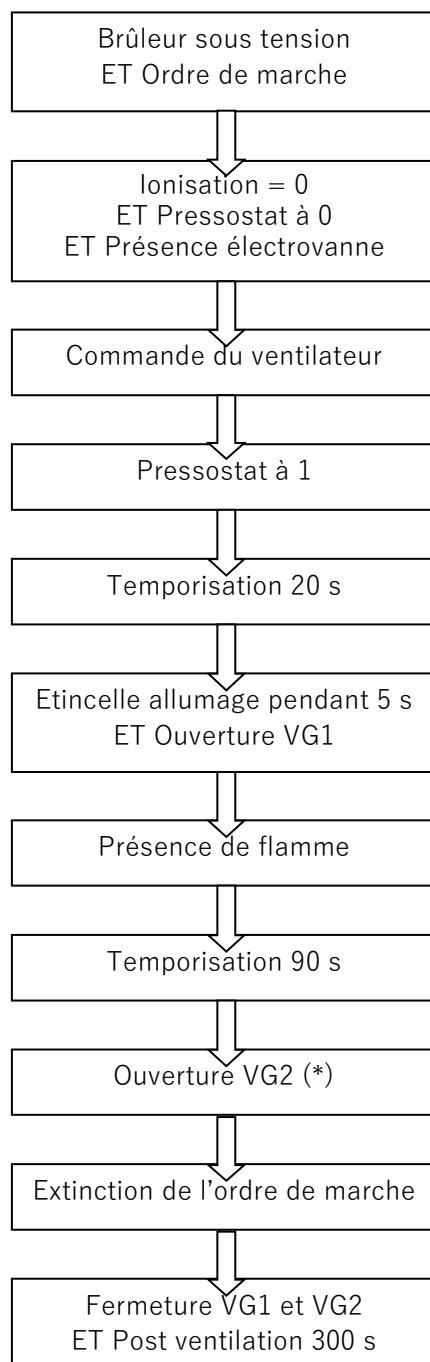 Brûleur sous tension
ET Ordre de marche
Ionisation = 0
ET Pressostat à 0
ET Présence électrovanne
Commande du ventilateur
Pressostat à 1
Temporisation 20 s
Etincelle allumage pendant 5 s
ET Ouverture VG1
Présence de flamme
Temporisation 90 s
Ouverture VG2 (*)
Extinction de l'ordre de marche
Fermeture VG1 et VG2
ET Post ventilation 300 s